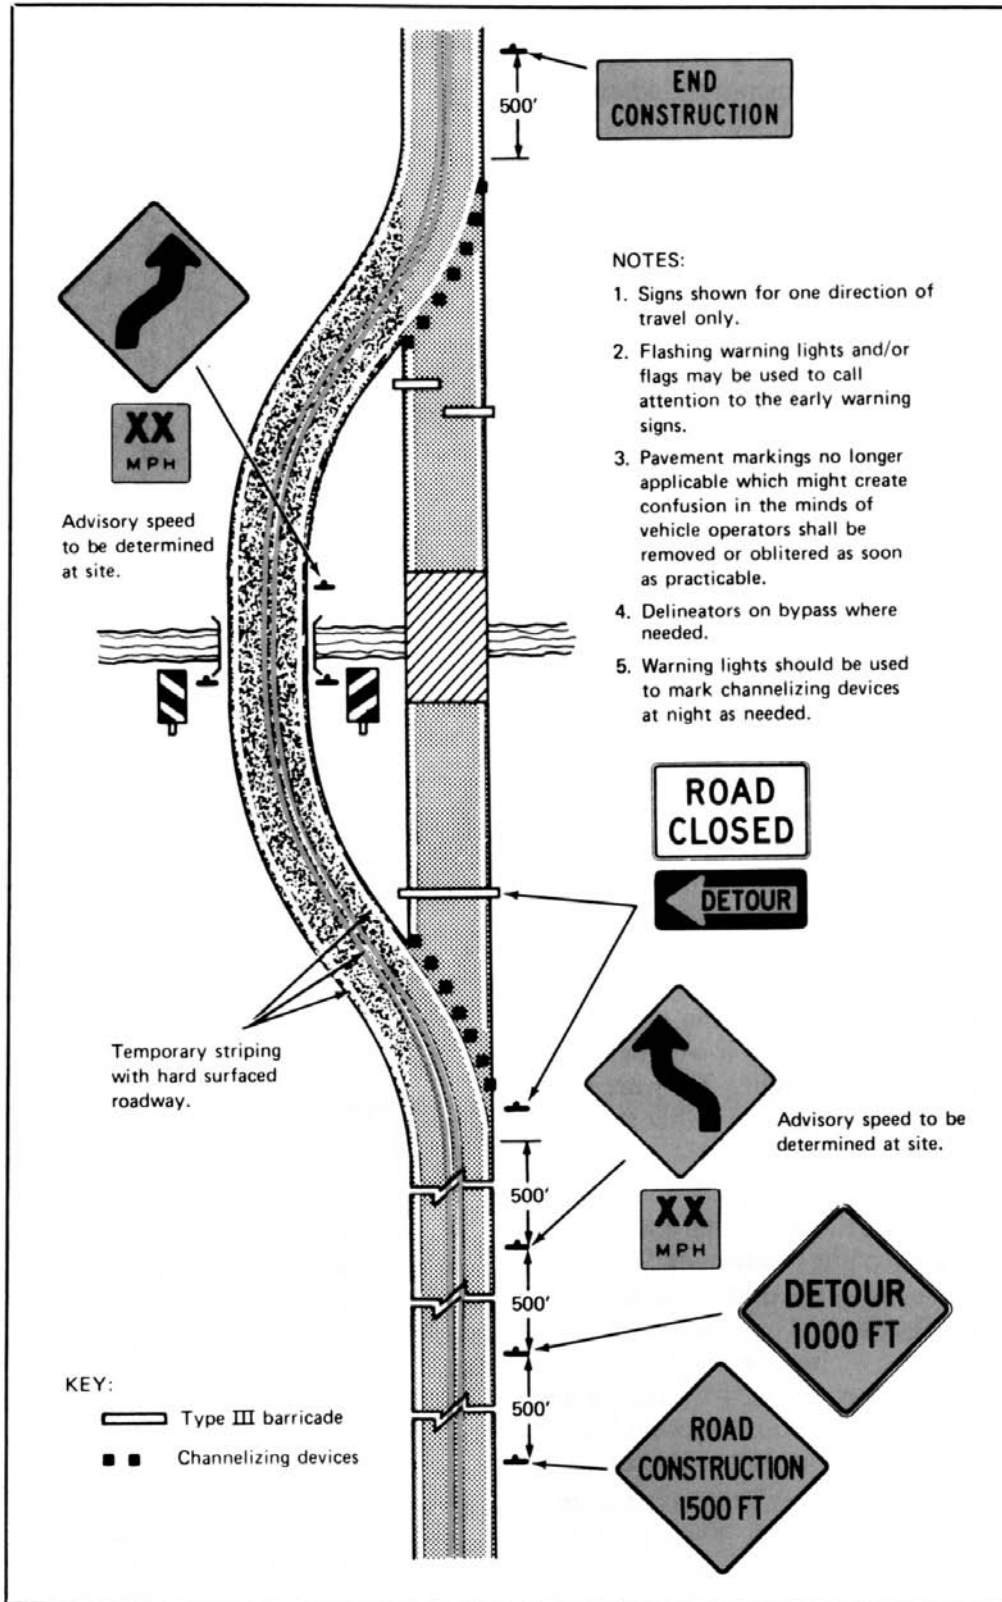 END
CONSTRUCTION
500'
XX
MPH
Advisory speed
to be determined
at site.
NOTES:
1. Signs shown for one direction of
travel only.
2. Flashing warning lights and/or
flags may be used to call
attention to the early warning
signs.
3. Pavement markings no longer
applicable which might create
confusion in the minds of
vehicle operators shall be
removed or oblitered as soon
as practicable.
4. Delineators on bypass where
needed.
5. Warning lights should be used
to mark channelizing devices
at night as needed.
ROAD
CLOSED
DETOUR
Temporary striping
with hard surfaced
roadway.
Advisory speed to be
determined at site.
500'
XX
MPH
500'
DETOUR
1000 FT
500'
ROAD
CONSTRUCTION
1500 FT
KEY:
Type III barricade
Channelizing devices